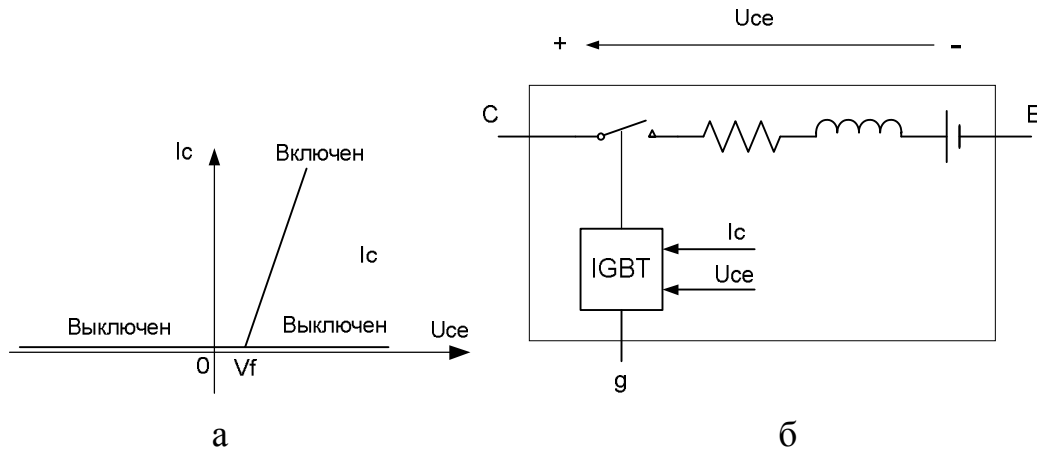 Ic
Включен
Ic
Выключен
Выключен
Uce
0
Vf
а
Uce
+
-
C
E
IGBT
Ic
Uce
g
б